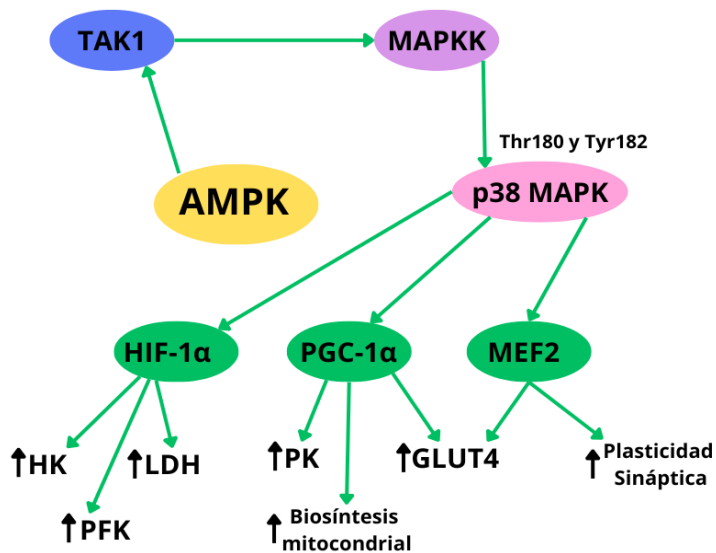 TAK1
MAPKK
Thr180 y Tyr182
AMPK
p38 MAPK
HIF-1α
PGC-1α
MEF2
HK
LDH
PK
GLUT4
Plasticidad
Sináptica
PFK
Biosíntesis
mitocondrial